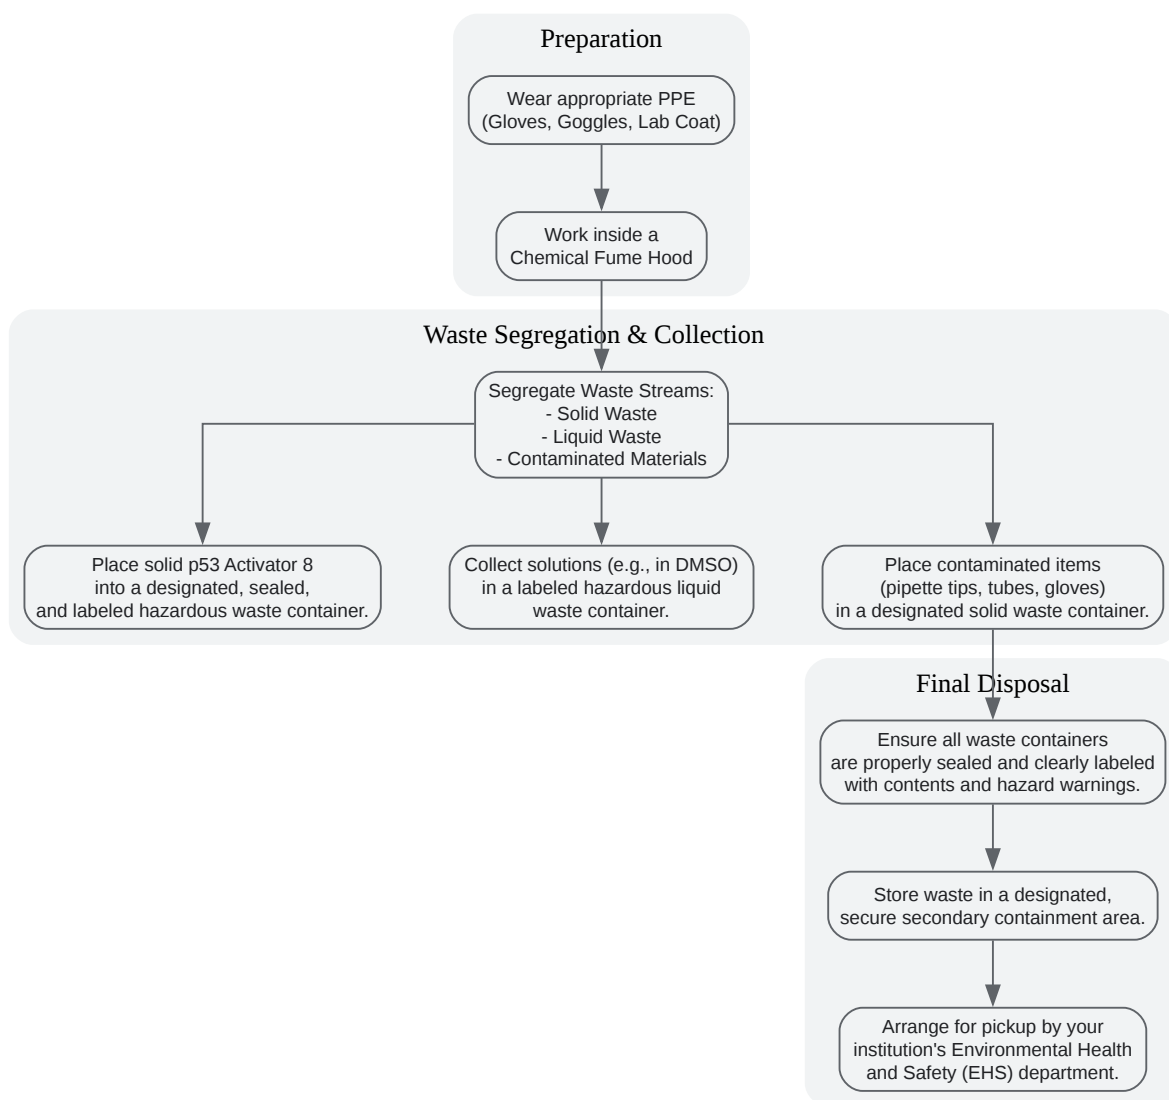 Preparation
Wear appropriate PPE
(Gloves, Goggles, Lab Coat)
Work inside a
Chemical Fume Hood
Waste Segregation & Collection
Segregate Waste Streams:
- Solid Waste
- Liquid Waste
- Contaminated Materials
Place solid p53 Activator 8
into a designated, sealed,
and labeled hazardous waste container.
Collect solutions (e.g., in DMSO)
in a labeled hazardous liquid
waste container.
Place contaminated items
(pipette tips, tubes, gloves)
in a designated solid waste container.
Final Disposal
Ensure all waste containers
are properly sealed and clearly labeled
with contents and hazard warnings.
Store waste in a designated,
secure secondary containment area.
Arrange for pickup by your
institution's Environmental Health
and Safety (EHS) department.